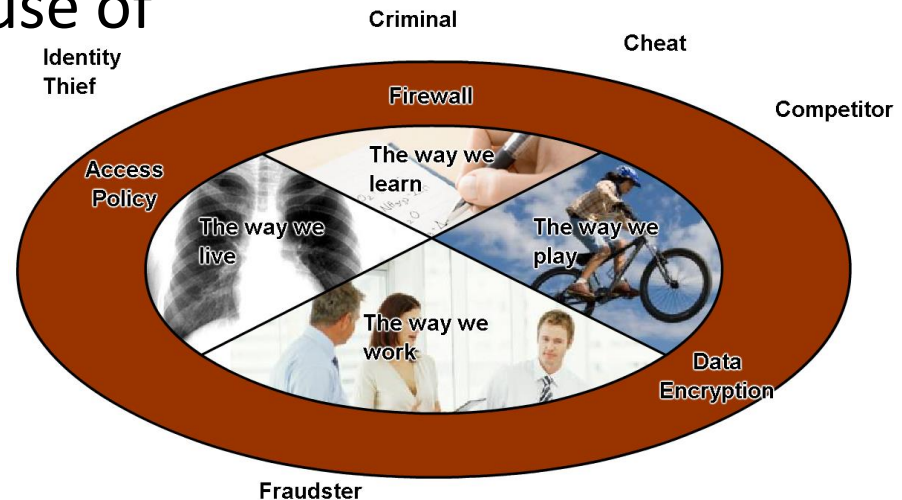 use of
Criminal
Cheat
Identity
Thief
Firewall
Competitor
The way we
learn
Access
Policy
The way we
live
The way we
play
The way we
work
Data
Encryption
Fraudster